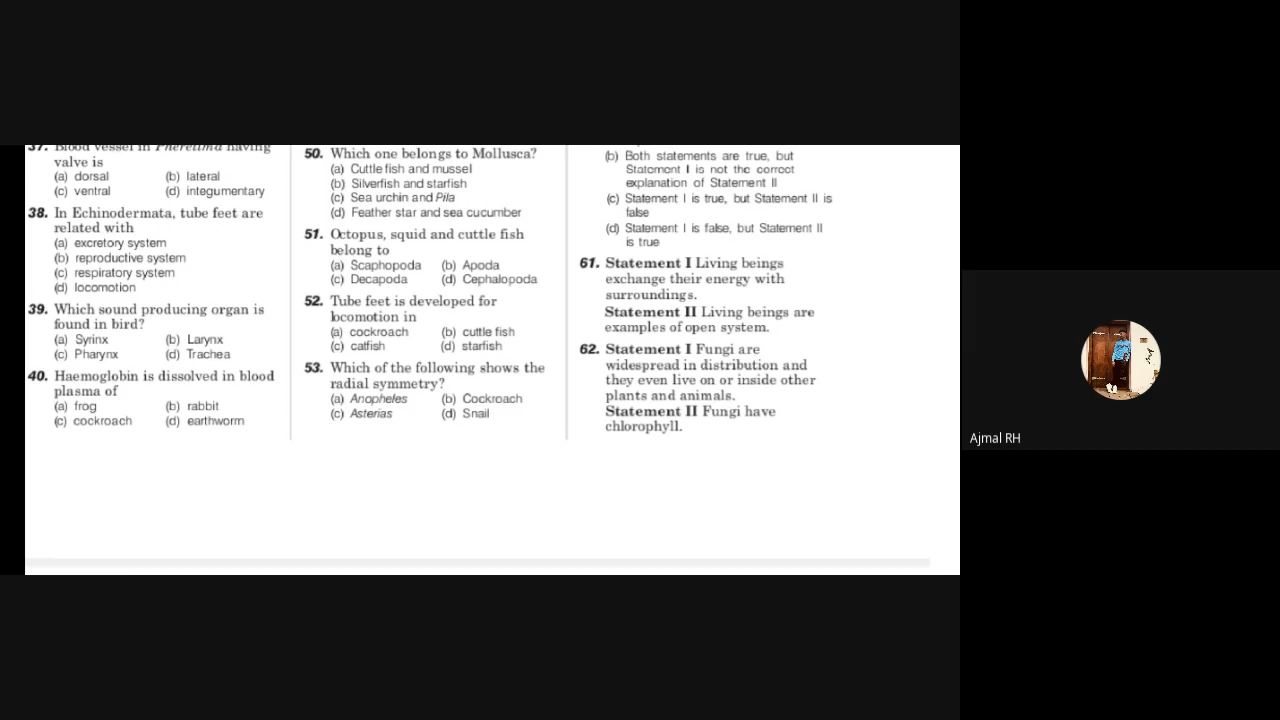 37. Blood vessel in Pheretima having
valve is
(a) dorsal (b) lateral
(c) ventral (d) integumentary
38. In Echinodermata, tube feet are
related with
(a) excretory system
(b) reproductive system
(c) respiratory system
(d) locomotion
39. Which sound producing organ is
found in bird?
(a) Syrinx (b) Larynx
(c) Pharynx (d) Trachea
40. Haemoglobin is dissolved in blood
plasma of
(a) frog (b) rabbit
(c) cockroach (d) earthworm
50. Which one belongs to Mollusca?
(a) Cuttle fish and mussel
(b) Silverfish and starfish
(c) Sea urchin and Pila
(d) Feather star and sea cucumber
51. Octopus, squid and cuttle fish
belong to
(a) Scaphopoda (b) Apoda
(c) Decapoda (d) Cephalopoda
52. Tube feet is developed for
locomotion in
(a) cockroach (b) cuttle fish
(c) catfish (d) starfish
53. Which of the following shows the
radial symmetry?
(a) Anopheles (b) Cockroach
(c) Asterias (d) Snail
(b) Both statements are true, but
Statement I is not the correct
explanation of Statement II
(c) Statement I is true, but Statement II is
false
(d) Statement I is false, but Statement II
is true
61. Statement I Living beings
exchange their energy with
surroundings.
Statement II Living beings are
examples of open system.
62. Statement I Fungi are
widespread in distribution and
they even live on or inside other
plants and animals.
Statement II Fungi have
chlorophyll.
Ajmal RH